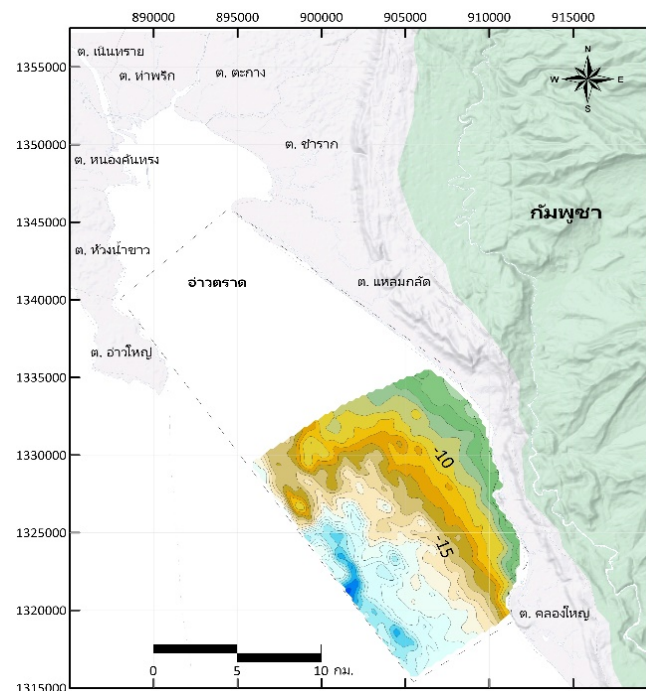 890000 895000 900000 905000 910000 915000
1355000
1350000
1345000
1340000
1335000
1330000
1325000
1320000
1315000
ต. เนินทราย
ต. ท่าพริก
ต. ตะกาง
N
W E
S
ต. ชำราก
ต. หนองคันทรง
กัมพูชา
ต. ห้วงน้ำขาว
อ่าวตราด
ต. แหลมกลัด
ต. อ่าวใหญ่
-10
-15
ต. คลองใหญ่
0 5 10 กม.